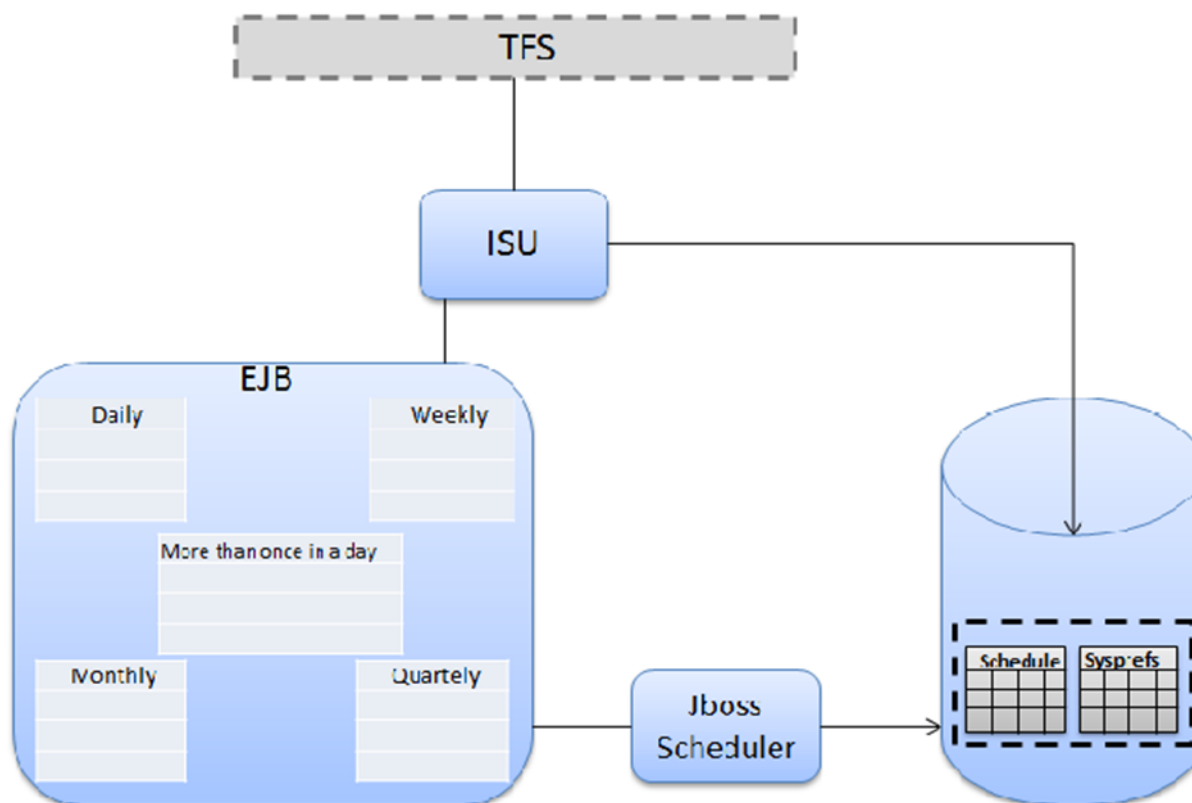 TFS
ISU
EJB
Daily
Weekly
More than once in a day
Monthly
Quartely
Jboss
Scheduler
Schedule
Sysprefs